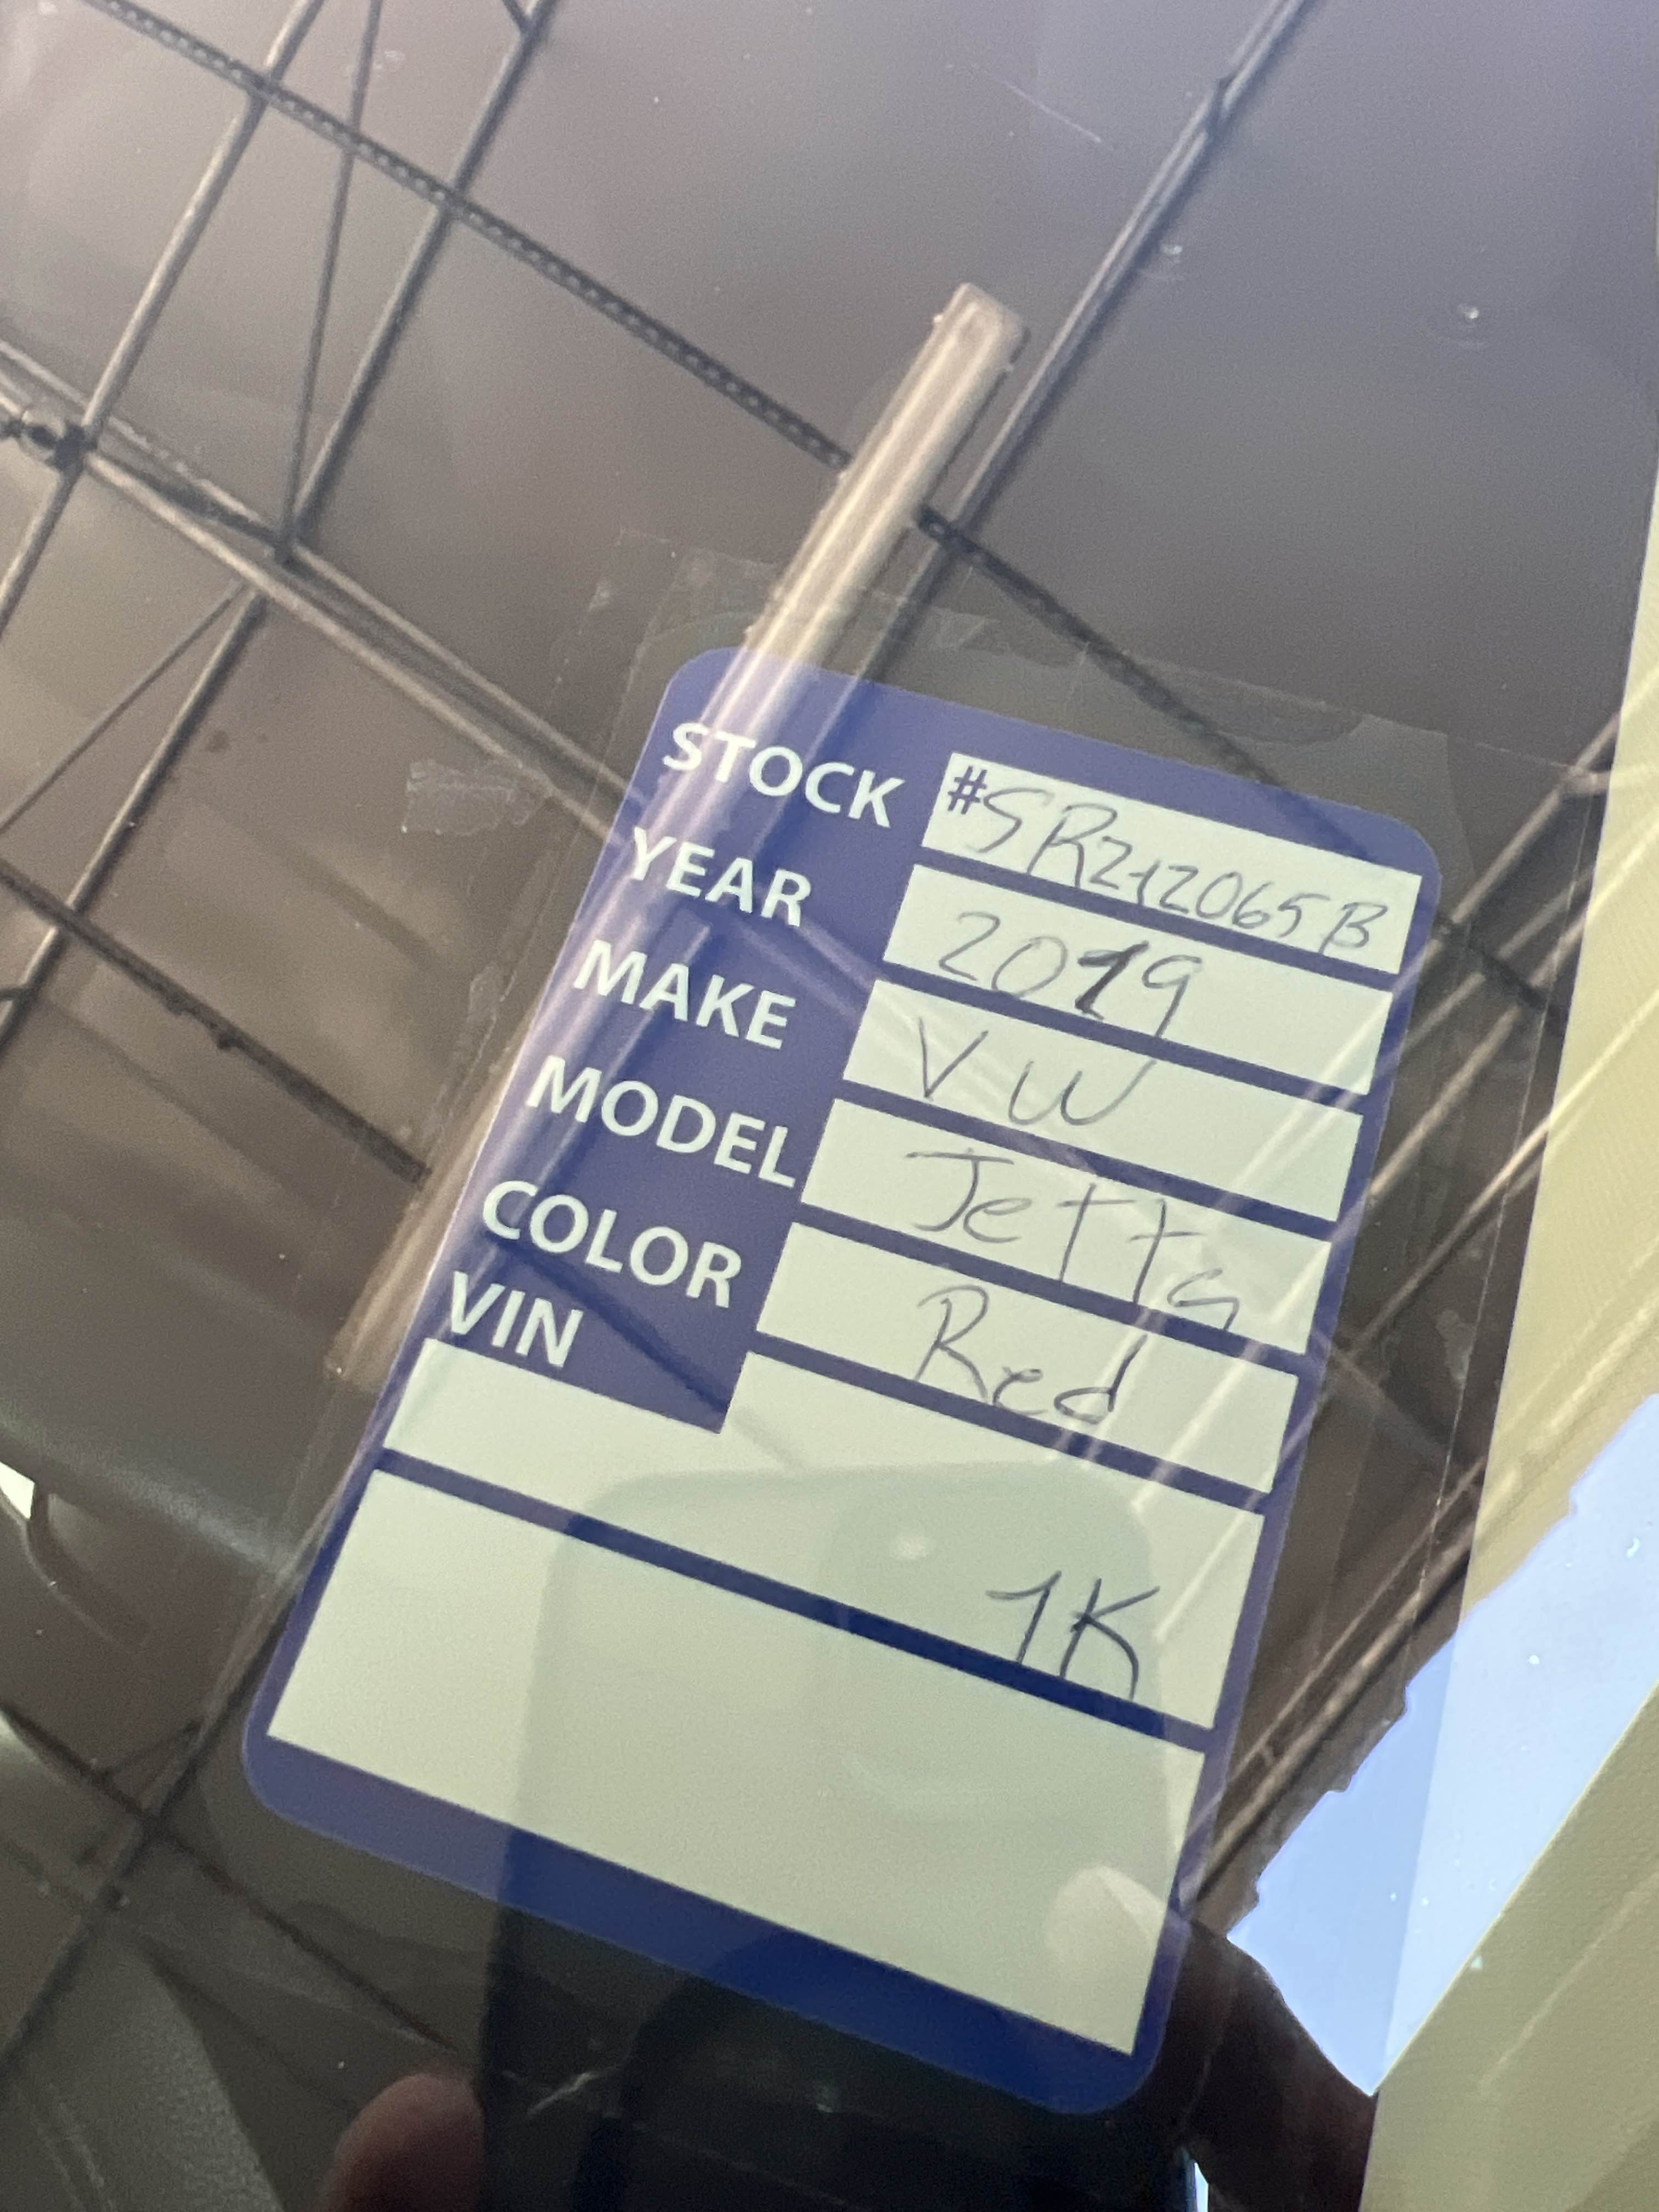 STOCK #SR212065B
YEAR 2019
MAKE VW
MODEL Jetta
COLOR Red
VIN
1K